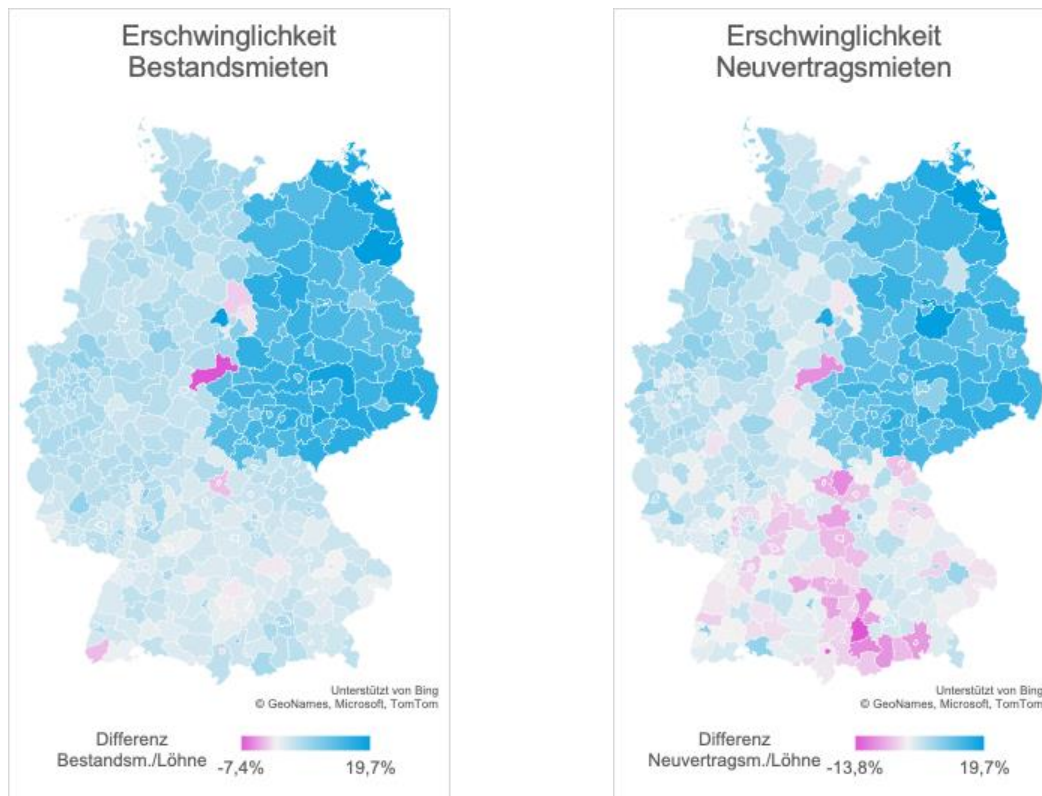 Erschwinglichkeit
Bestandsmieten
Unterstützt von Bing
© GeoNames, Microsoft, TomTom
Differenz
Bestandsm./Löhne
-7,4%
19,7%
Erschwinglichkeit
Neuvertragsmieten
Unterstützt von Bing
© GeoNames, Microsoft, TomTom
Differenz
Neuvertragsm./Löhne
-13,8%
19,7%